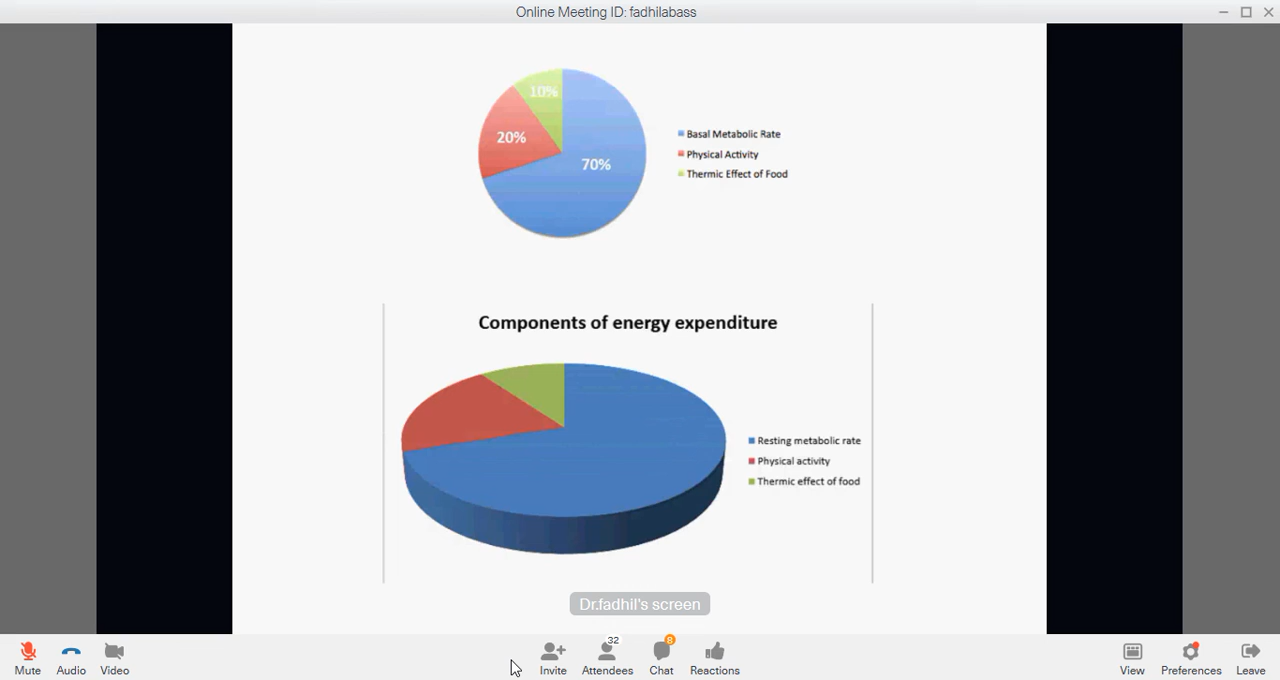 Online Meeting ID: fadhilabass
10%
20%
70%
Basal Metabolic Rate
Physical Activity
Thermic Effect of Food
Components of energy expenditure
Resting metabolic rate
Physical activity
Thermic effect of food
Dr.fadhil's screen
32
8
Mute Audio Video Invite Attendees Chat Reactions View Preferences Leave